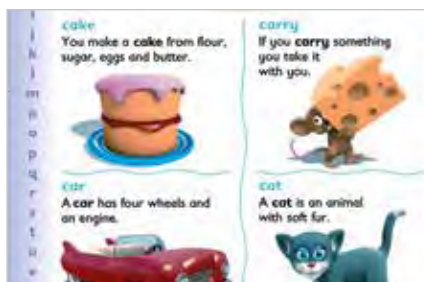 i
j
k
l
m
n
o
p
q
r
s
t
u
v
cake
You make a cake from flour,
sugar, eggs and butter.
car
A car has four wheels and
an engine.
carry
If you carry something
you take it
with you.
cat
A cat is an animal
with soft fur.